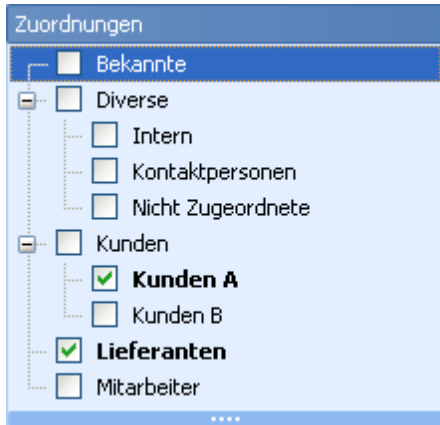 Zuordnungen
Bekannte
Diverse
Intern
Kontaktpersonen
Nicht Zugeordnete
Kunden
Kunden A
Kunden B
Lieferanten
Mitarbeiter